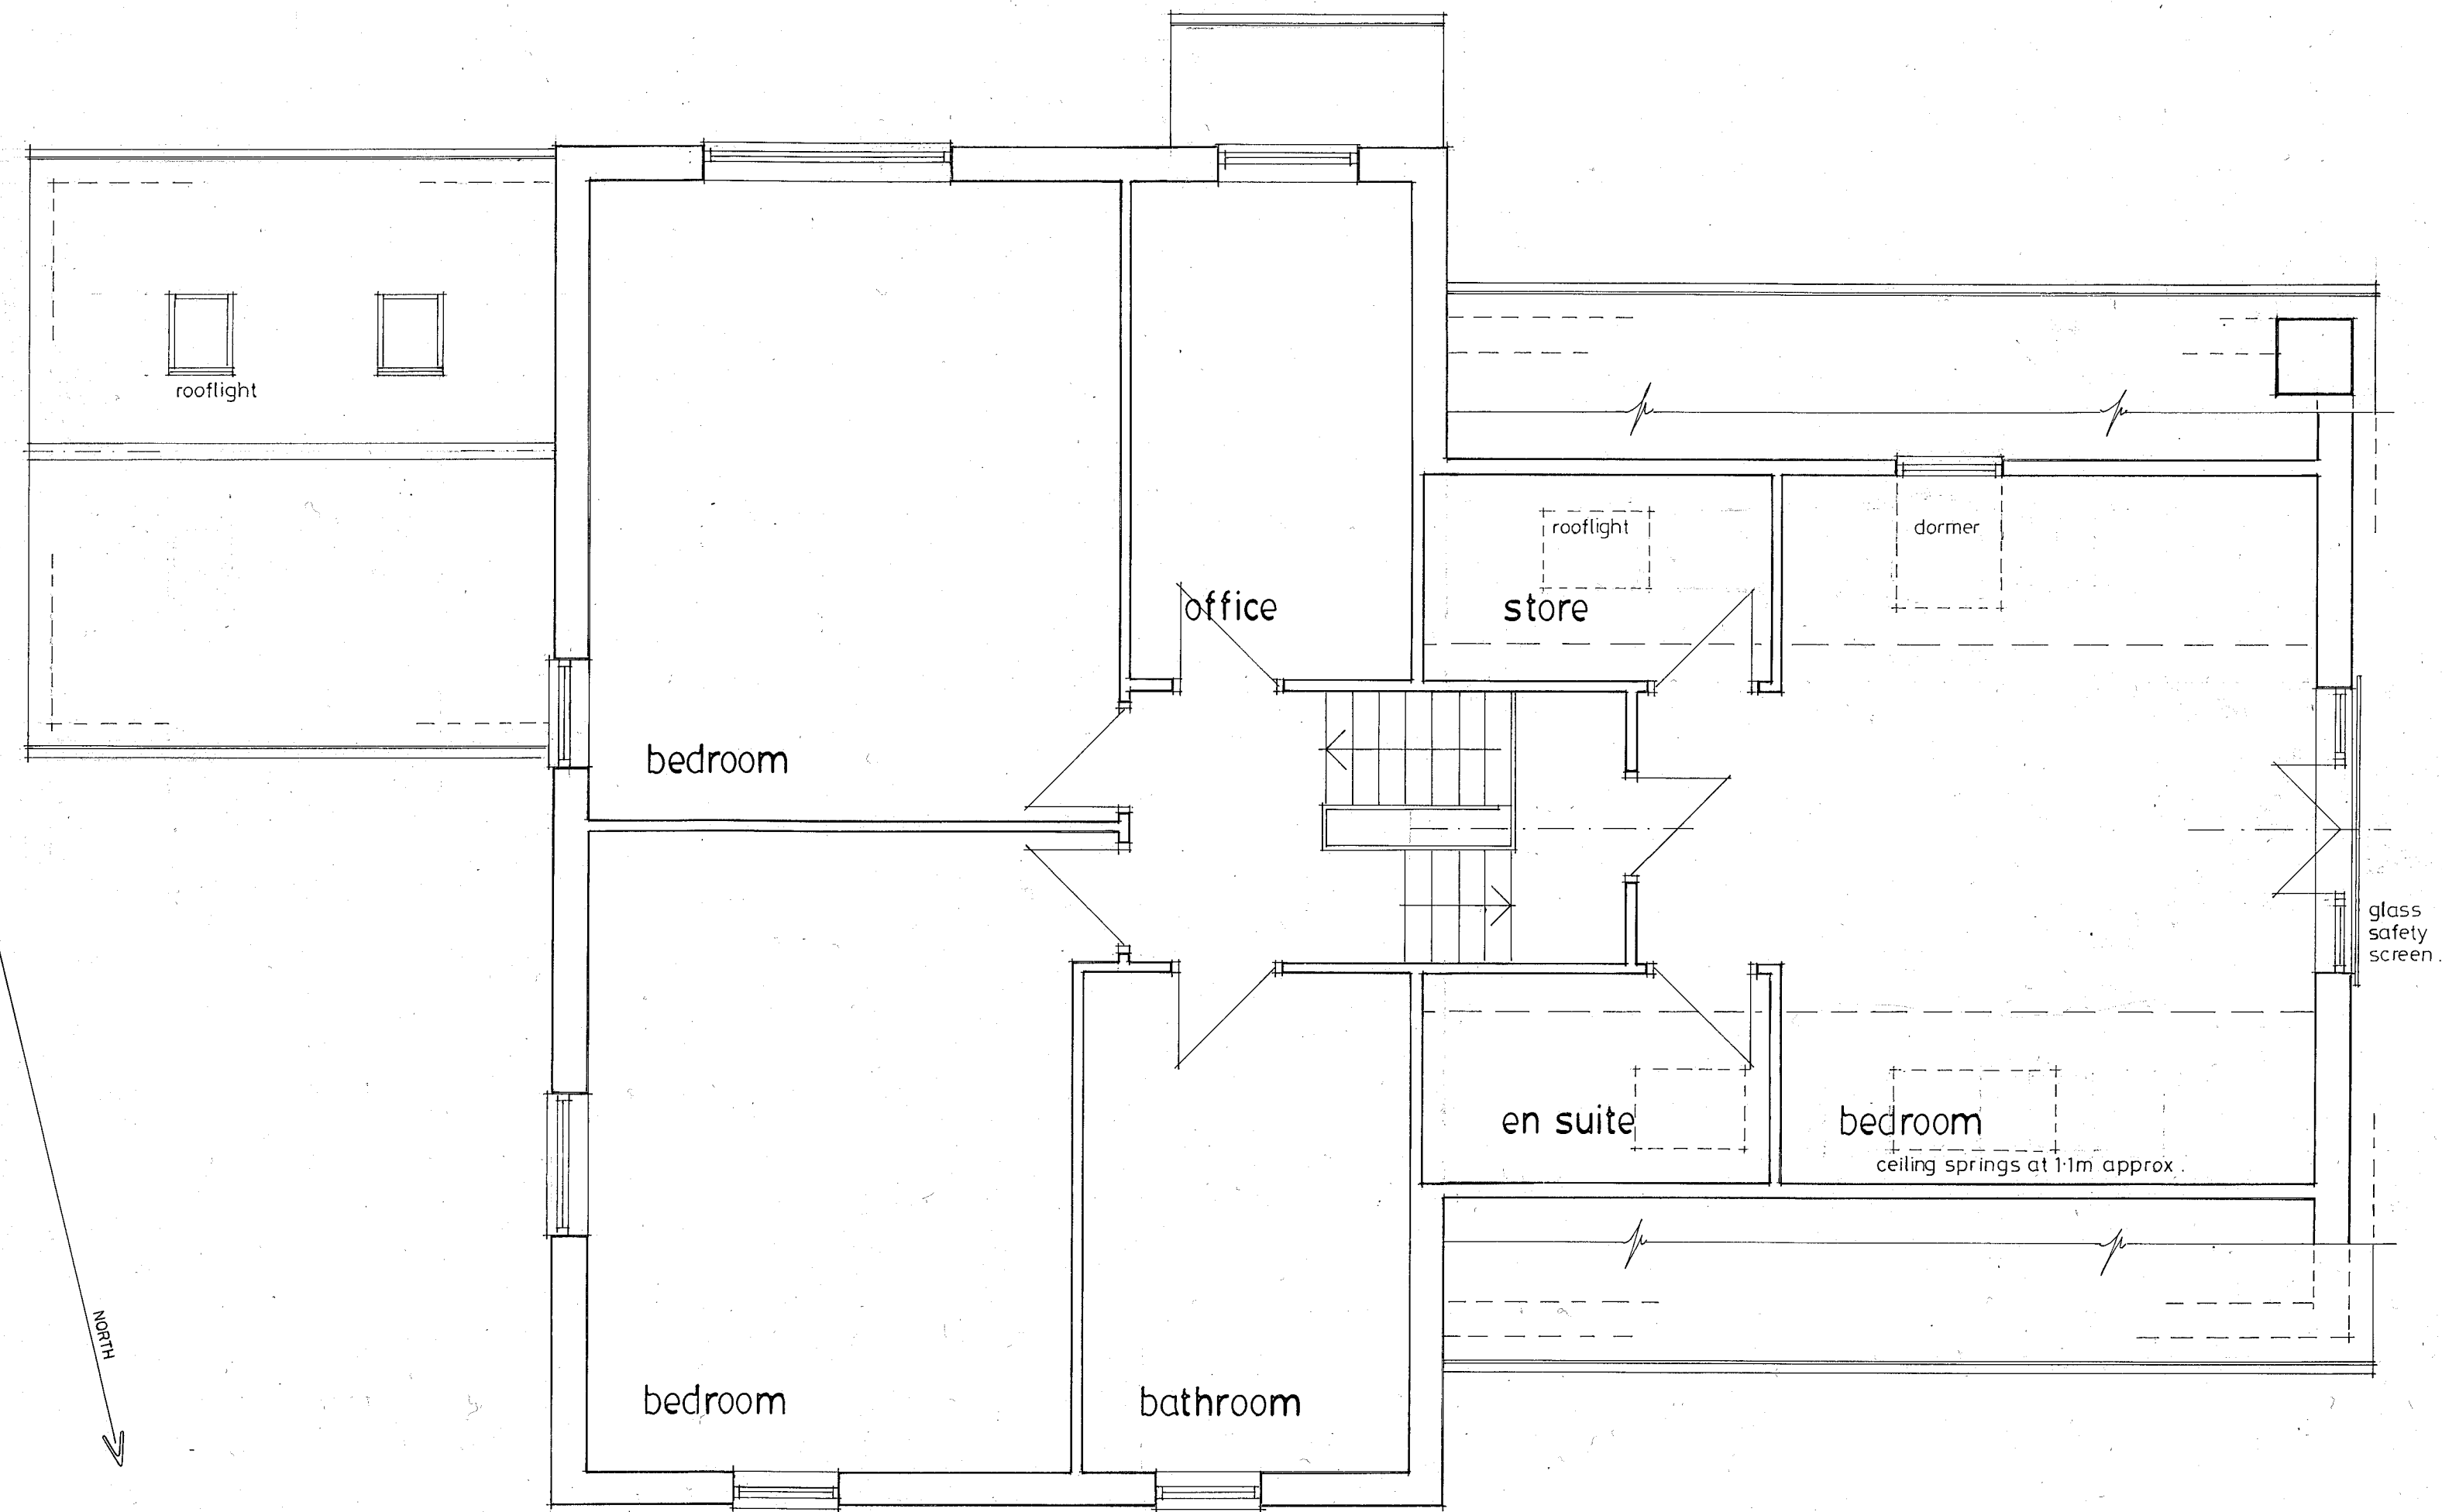 rooflight
rooflight
dormer
office
store
bedroom
glass
safety
screen.
en suite
bedroom
ceiling springs at 1·1m approx.
NORTH
bedroom
bathroom